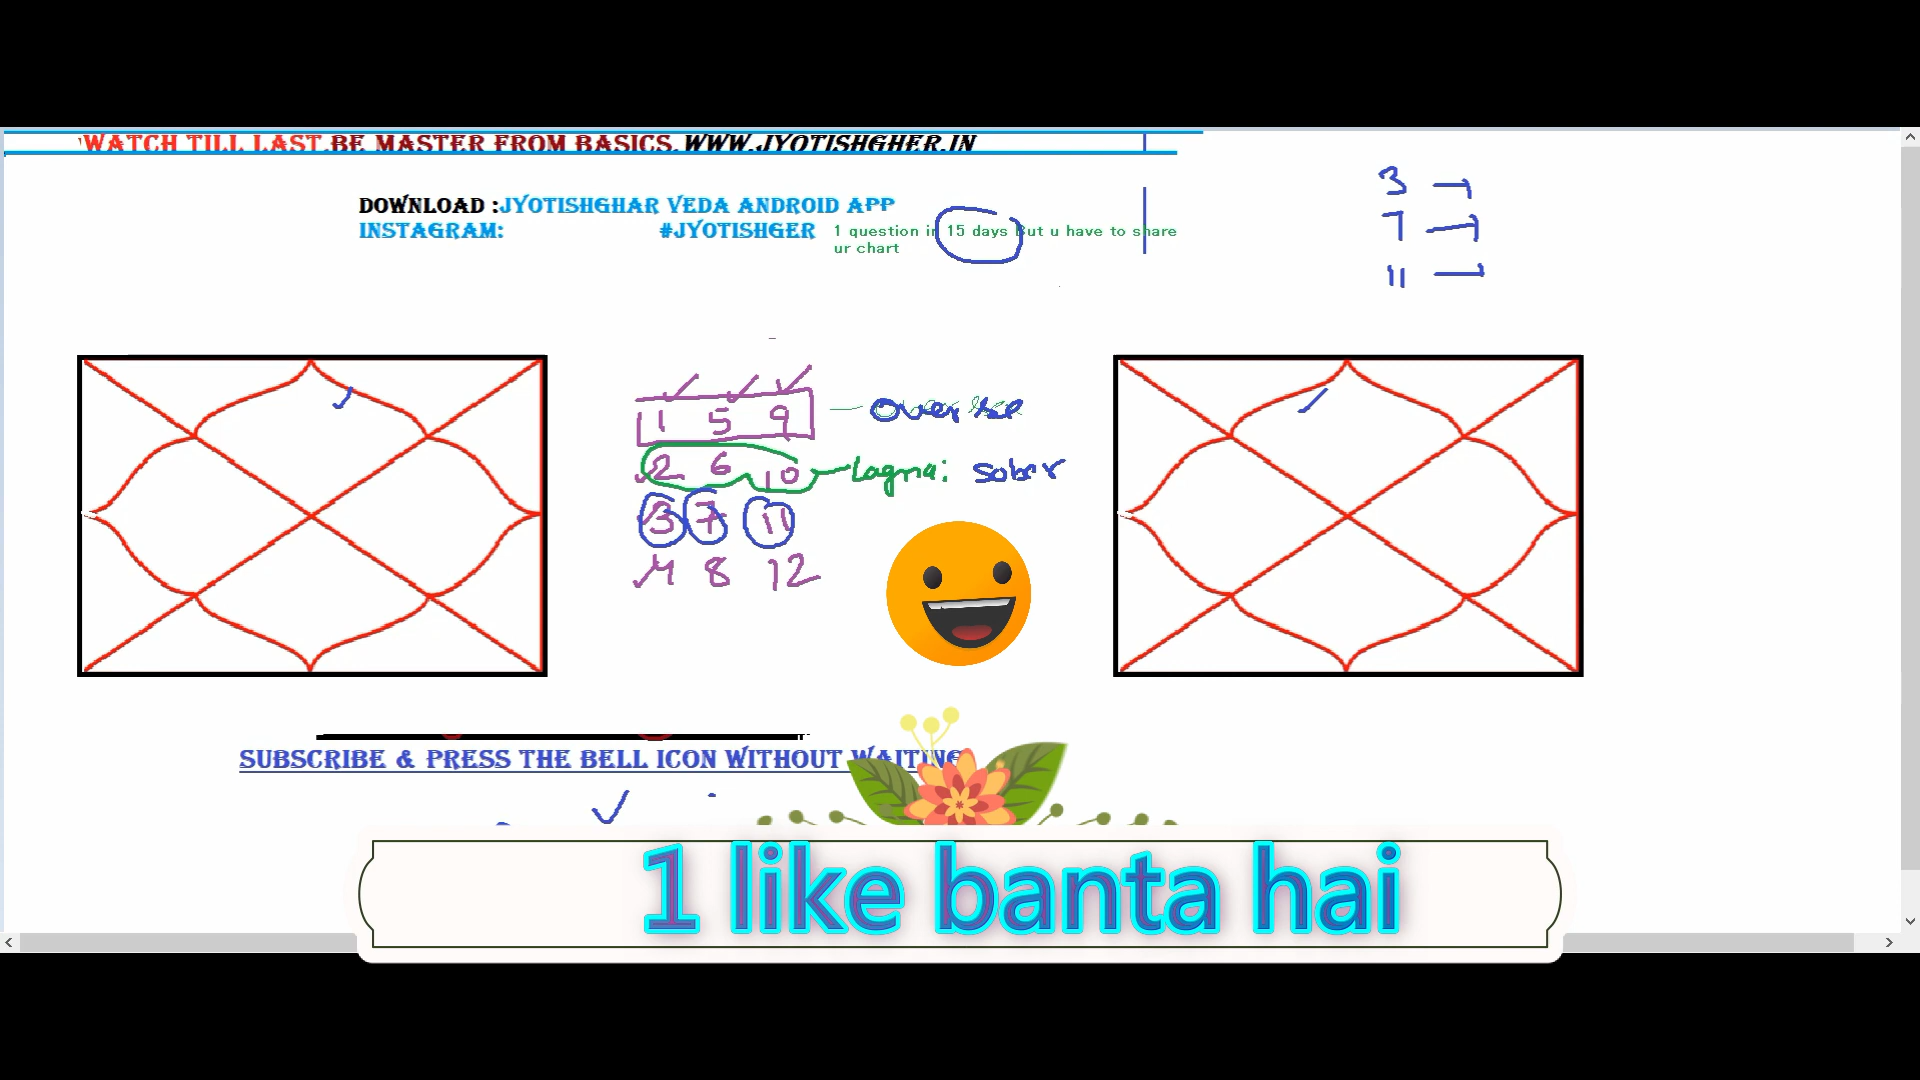 WATCH TILL LAST.BE MASTER FROM BASICS.WWW.JYOTISHGHER.IN
DOWNLOAD :JYOTISHGHAR VEDA ANDROID APP
INSTAGRAM: #JYOTISHGER
1 question in 15 days But u have to share
ur chart
3
7
11
1 5 9
2 6 10 Lagna: sober
3 7 11
4 8 12
SUBSCRIBE & PRESS THE BELL ICON WITHOUT WAITING
1 like banta hai